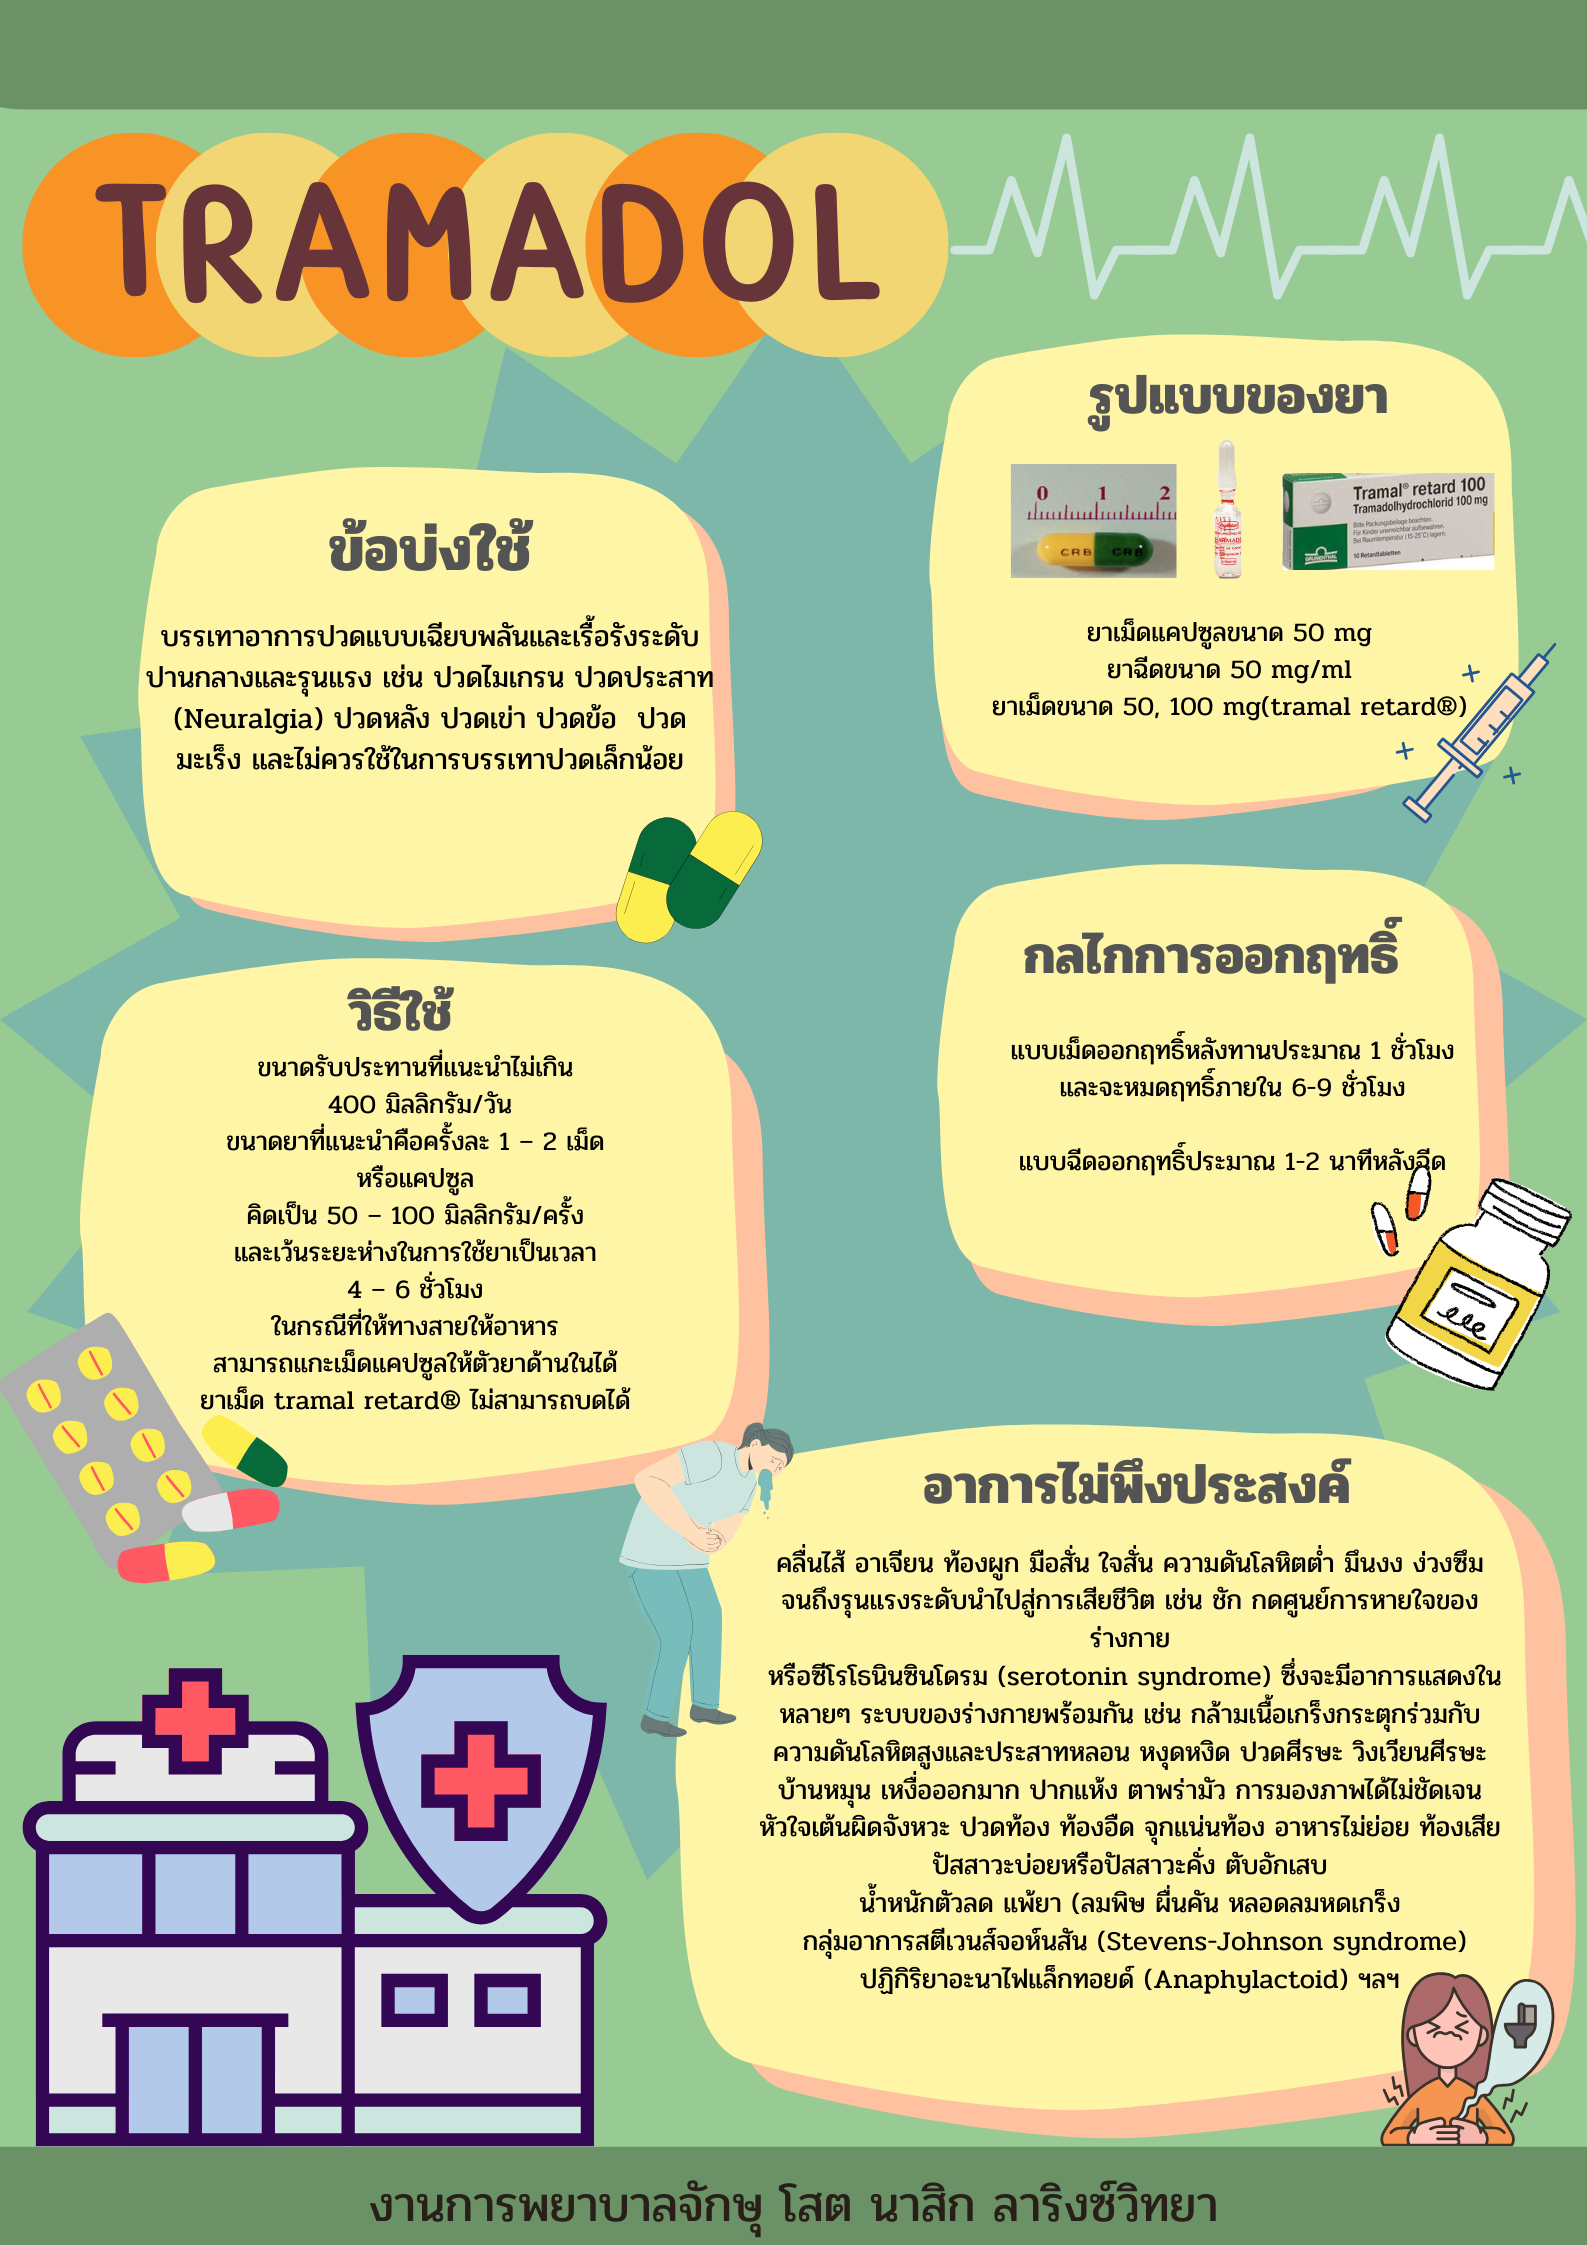 TRAMADOL
รูปแบบของยา
0 1 2
CRB CRB
Tramal® retard 100
Tramadolhydrochlorid 100 mg
Bitte Packungsbeilage beachten.
Für Kinder unerreichbar aufbewahren.
Bei Raumtemperatur (15-25°C) lagern.
GRÜNENTHAL
10 Retardtabletten
ยาเม็ดแคปซูลขนาด 50 mg
ยาฉีดขนาด 50 mg/ml
ยาเม็ดขนาด 50, 100 mg(tramal retard®)
ข้อบ่งใช้
บรรเทาอาการปวดแบบเฉียบพลันและเรื้อรังระดับ
ปานกลางและรุนแรง เช่น ปวดไมเกรน ปวดประสาท
(Neuralgia) ปวดหลัง ปวดเข่า ปวดข้อ ปวด
มะเร็ง และไม่ควรใช้ในการบรรเทาปวดเล็กน้อย
กลไกการออกฤทธิ์
แบบเม็ดออกฤทธิ์หลังทานประมาณ 1 ชั่วโมง
และจะหมดฤทธิ์ภายใน 6-9 ชั่วโมง
แบบฉีดออกฤทธิ์ประมาณ 1-2 นาทีหลังฉีด
วิธีใช้
ขนาดรับประทานที่แนะนำไม่เกิน
400 มิลลิกรัม/วัน
ขนาดยาที่แนะนำคือครั้งละ 1 – 2 เม็ด
หรือแคปซูล
คิดเป็น 50 – 100 มิลลิกรัม/ครั้ง
และเว้นระยะห่างในการใช้ยาเป็นเวลา
4 – 6 ชั่วโมง
ในกรณีที่ให้ทางสายให้อาหาร
สามารถแกะเม็ดแคปซูลให้ตัวยาด้านในได้
ยาเม็ด tramal retard® ไม่สามารถบดได้
อาการไม่พึงประสงค์
คลื่นไส้ อาเจียน ท้องผูก มือสั่น ใจสั่น ความดันโลหิตต่ำ มึนงง ง่วงซึม
จนถึงรุนแรงระดับนำไปสู่การเสียชีวิต เช่น ชัก กดศูนย์การหายใจของ
ร่างกาย
หรือซีโรโธนินซินโดรม (serotonin syndrome) ซึ่งจะมีอาการแสดงใน
หลายๆ ระบบของร่างกายพร้อมกัน เช่น กล้ามเนื้อเกร็งกระตุกร่วมกับ
ความดันโลหิตสูงและประสาทหลอน หงุดหงิด ปวดศีรษะ วิงเวียนศีรษะ
บ้านหมุน เหงื่อออกมาก ปากแห้ง ตาพร่ามัว การมองภาพได้ไม่ชัดเจน
หัวใจเต้นผิดจังหวะ ปวดท้อง ท้องอืด จุกแน่นท้อง อาหารไม่ย่อย ท้องเสีย
ปัสสาวะบ่อยหรือปัสสาวะคั่ง ตับอักเสบ
น้ำหนักตัวลด แพ้ยา (ลมพิษ ผื่นคัน หลอดลมหดเกร็ง
กลุ่มอาการสตีเวนส์จอห์นสัน (Stevens-Johnson syndrome)
ปฏิกิริยาอะนาไฟแล็กทอยด์ (Anaphylactoid) ฯลฯ
งานการพยาบาลจักษุ โสต นาสิก ลาริงซ์วิทยา